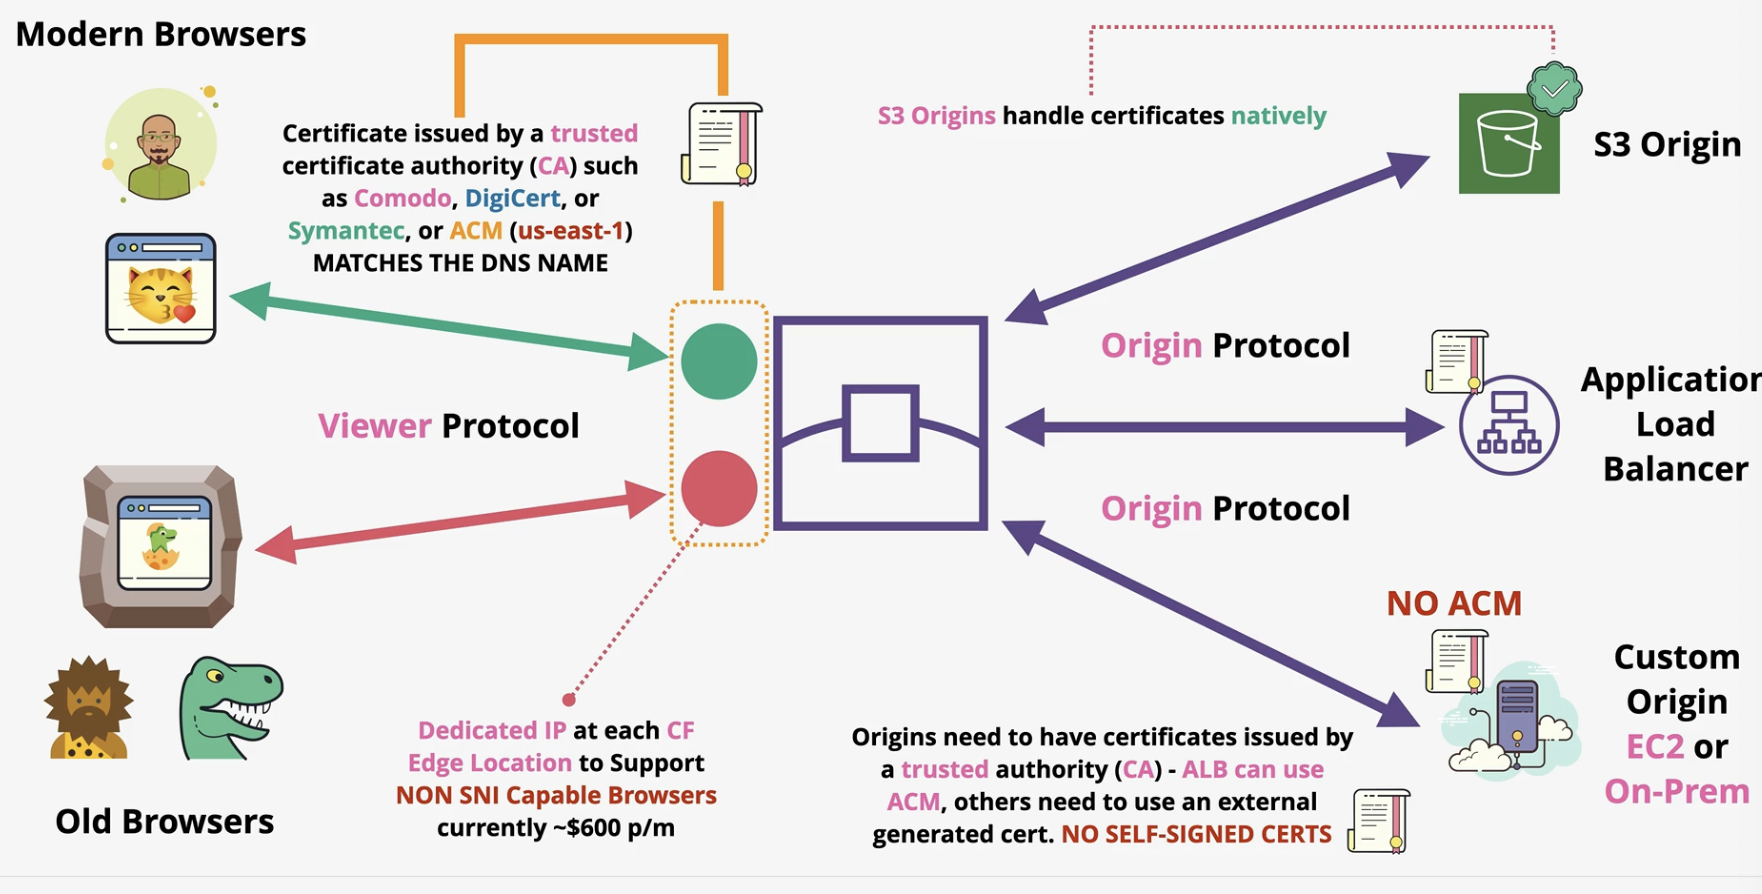 Modern Browsers
Certificate issued by a trusted
certificate authority (CA) such
as Comodo, DigiCert, or
Symantec, or ACM (us-east-1)
MATCHES THE DNS NAME
S3 Origins handle certificates natively
S3 Origin
Origin Protocol
Application
Load
Balancer
Viewer Protocol
Origin Protocol
NO ACM
Custom
Origin
EC2 or
On-Prem
Old Browsers
Dedicated IP at each CF
Edge Location to Support
NON SNI Capable Browsers
currently ~$600 p/m
Origins need to have certificates issued by
a trusted authority (CA) - ALB can use
ACM, others need to use an external
generated cert. NO SELF-SIGNED CERTS